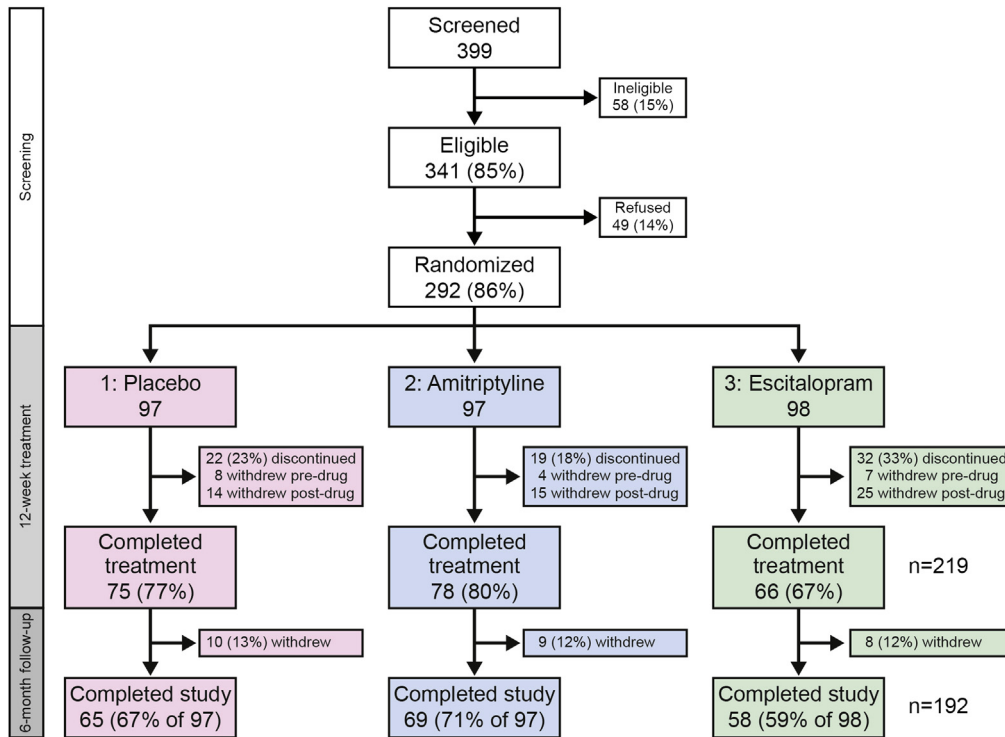 Screening
Screened
399
Ineligible
58 (15%)
Eligible
341 (85%)
Refused
49 (14%)
Randomized
292 (86%)
12-week treatment
1: Placebo
97
2: Amitriptyline
97
3: Escitalopram
98
22 (23%) discontinued
8 withdrew pre-drug
14 withdrew post-drug
19 (18%) discontinued
4 withdrew pre-drug
15 withdrew post-drug
32 (33%) discontinued
7 withdrew pre-drug
25 withdrew post-drug
Completed
treatment
75 (77%)
Completed
treatment
78 (80%)
Completed
treatment
66 (67%)
n=219
6-month follow-up
10 (13%) withdrew
9 (12%) withdrew
8 (12%) withdrew
Completed study
65 (67% of 97)
Completed study
69 (71% of 97)
Completed study
58 (59% of 98)
n=192